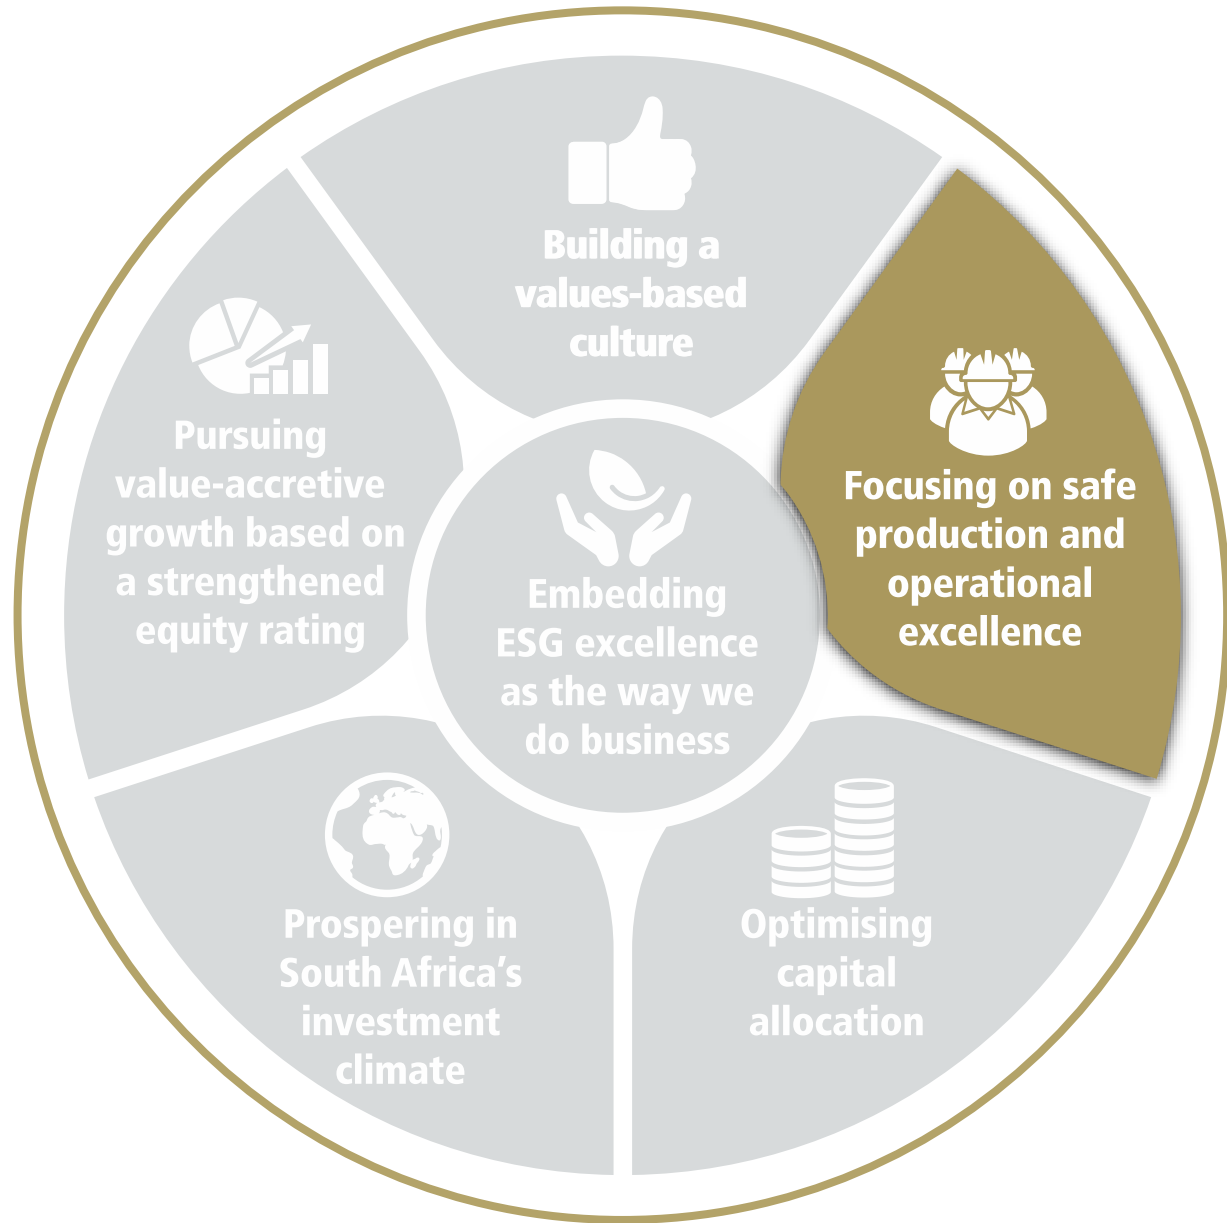 Building a
values-based
culture
Focusing on safe
production and
operational
excellence
Optimising
capital
allocation
Prospering in
South Africa’s
investment
climate
Pursuing
value-accretive
growth based on
a strengthened
equity rating
Embedding
ESG excellence
as the way we
do business